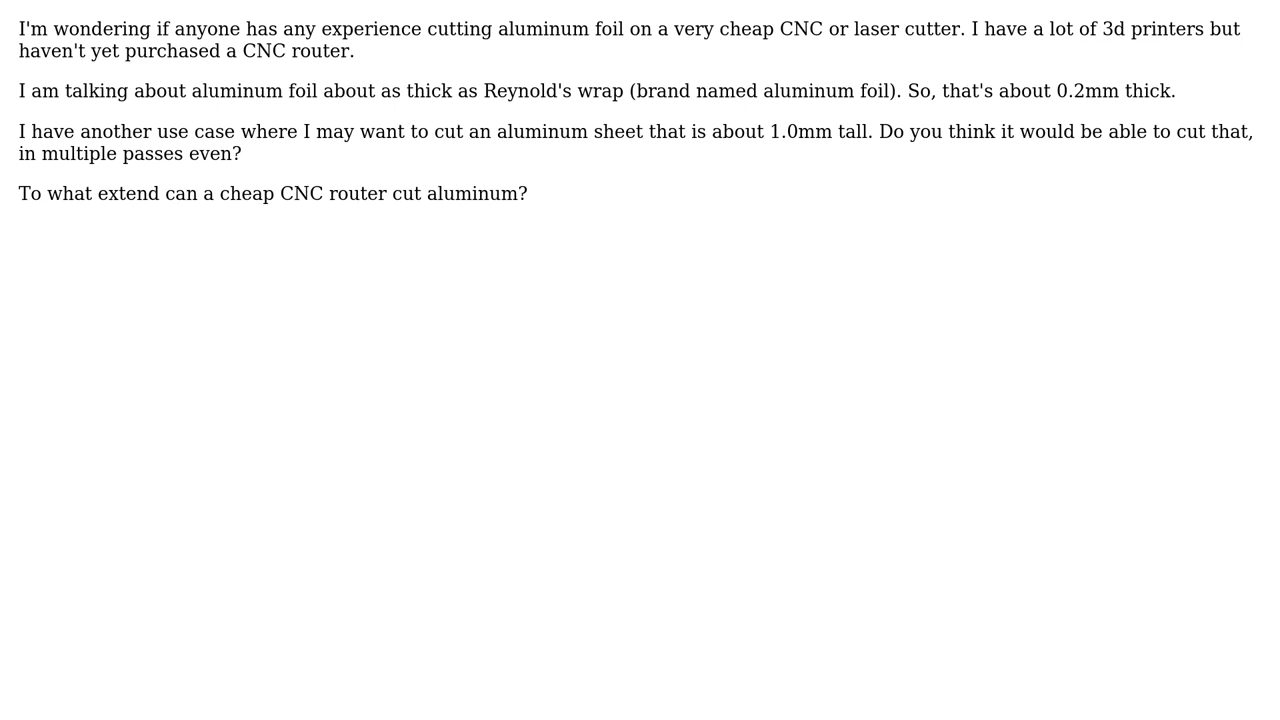 I'm wondering if anyone has any experience cutting aluminum foil on a very cheap CNC or laser cutter. I have a lot of 3d printers but
haven't yet purchased a CNC router.
I am talking about aluminum foil about as thick as Reynold's wrap (brand named aluminum foil). So, that's about 0.2mm thick.
I have another use case where I may want to cut an aluminum sheet that is about 1.0mm tall. Do you think it would be able to cut that,
in multiple passes even?
To what extend can a cheap CNC router cut aluminum?